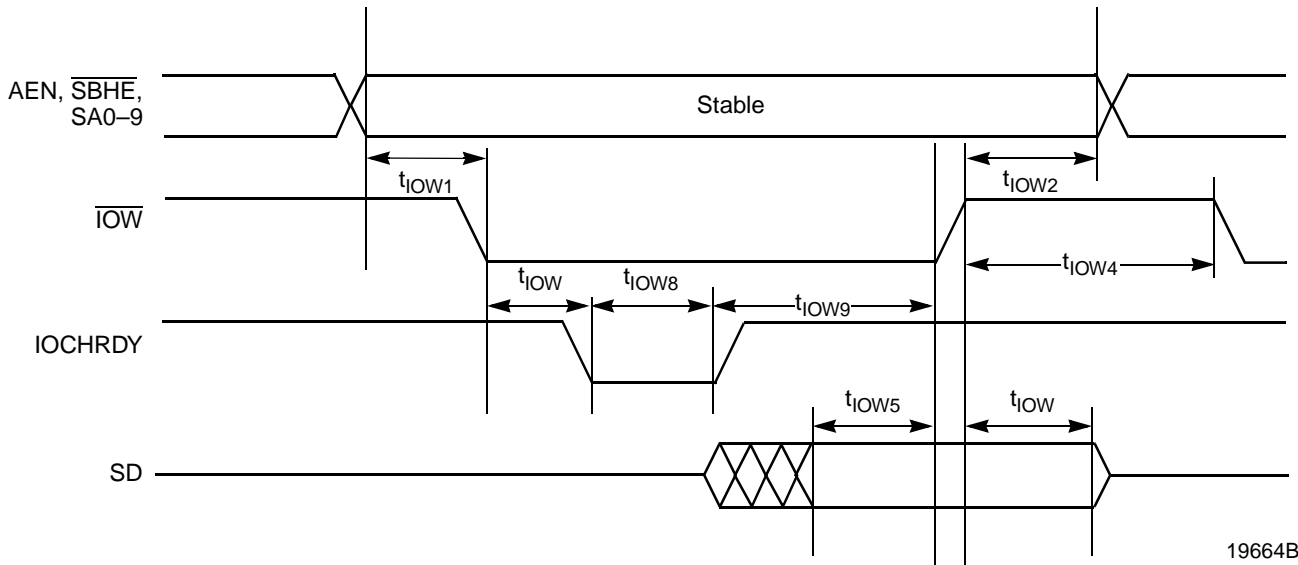 AEN, SBHE,
SA0–9
Stable
tIOW1
tIOW2
IOW
tIOW4
tIOW
tIOW8
tIOW9
IOCHRDY
tIOW5
tIOW
SD
19664B